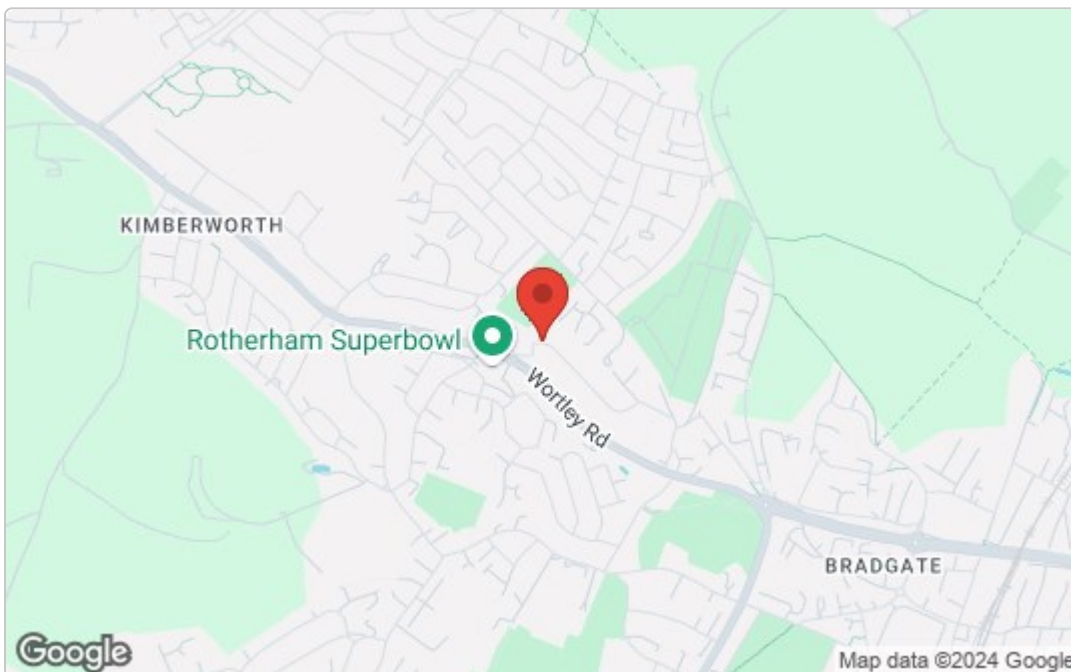 KIMBERWORTH
Rotherham Superbowl
Wortley Rd
BRADGATE
Google
Map data ©2024 Google